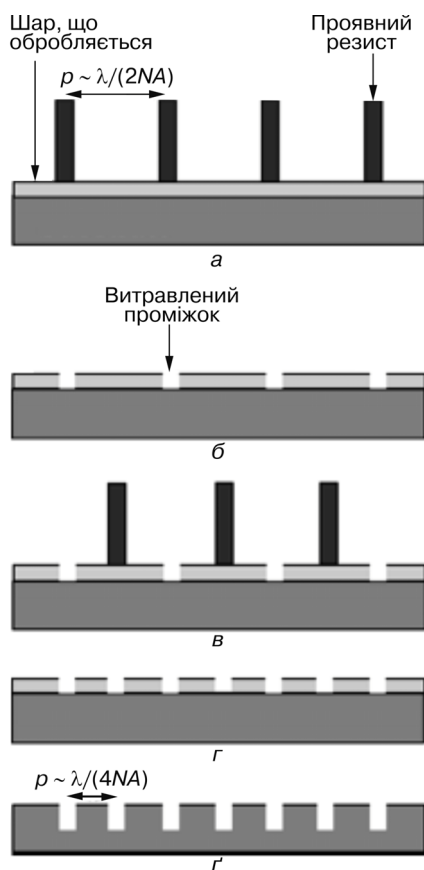 Шар, що
обробляється
Проявний
резист
p ~ λ/(2NA)
а
Витравлений
проміжок
б
в
г
p ~ λ/(4NA)
ґ